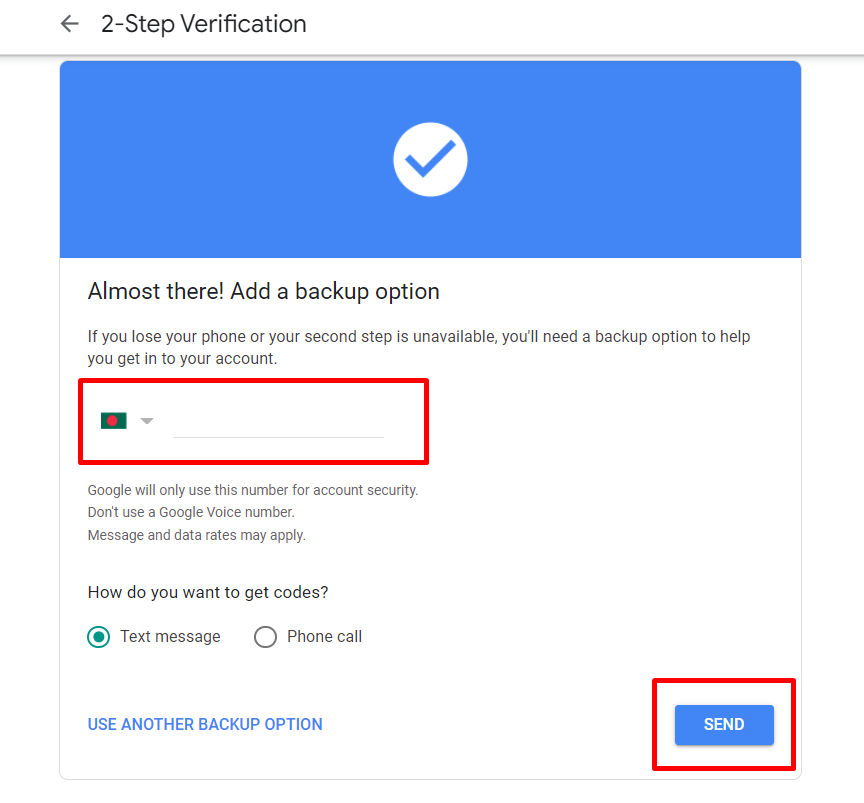 2-Step Verification
Almost there! Add a backup option
If you lose your phone or your second step is unavailable, you'll need a backup option to help
you get in to your account.
Google will only use this number for account security.
Don't use a Google Voice number.
Message and data rates may apply.
How do you want to get codes?
Text message Phone call
USE ANOTHER BACKUP OPTION SEND